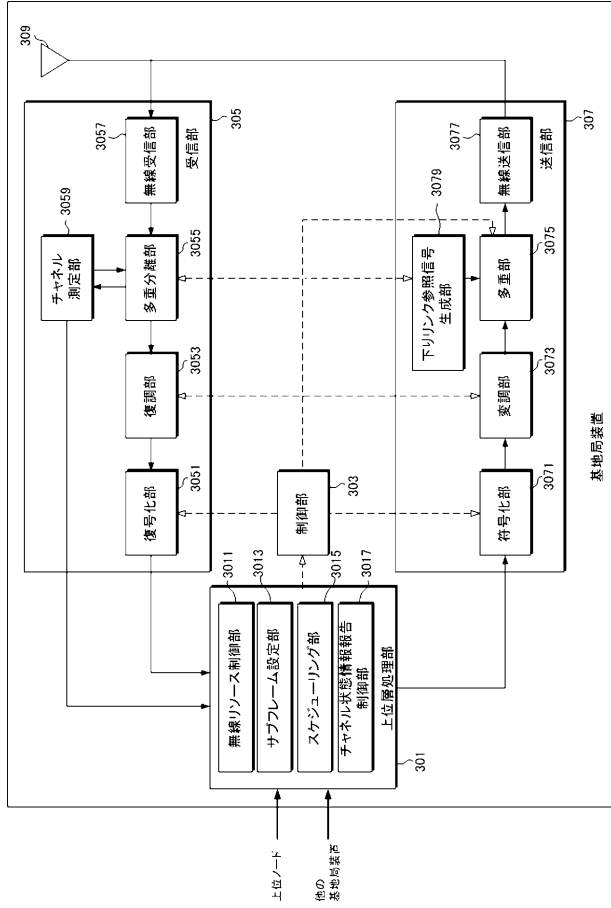 309
305
受信部
3057
無線受信部
3059
チャネル
測定部
3055
多重分離部
3053
復調部
3051
復号化部
303
制御部
307
送信部
3077
無線送信部
3079
下りリンク参照信号
生成部
3075
多重部
3073
変調部
3071
符号化部
3011
無線リソース制御部
3013
サブフレーム設定部
3015
スケジューリング部
3017
チャネル状態情報報告
制御部
上位層処理部
301
上位ノード
他の
基地局装置
基地局装置